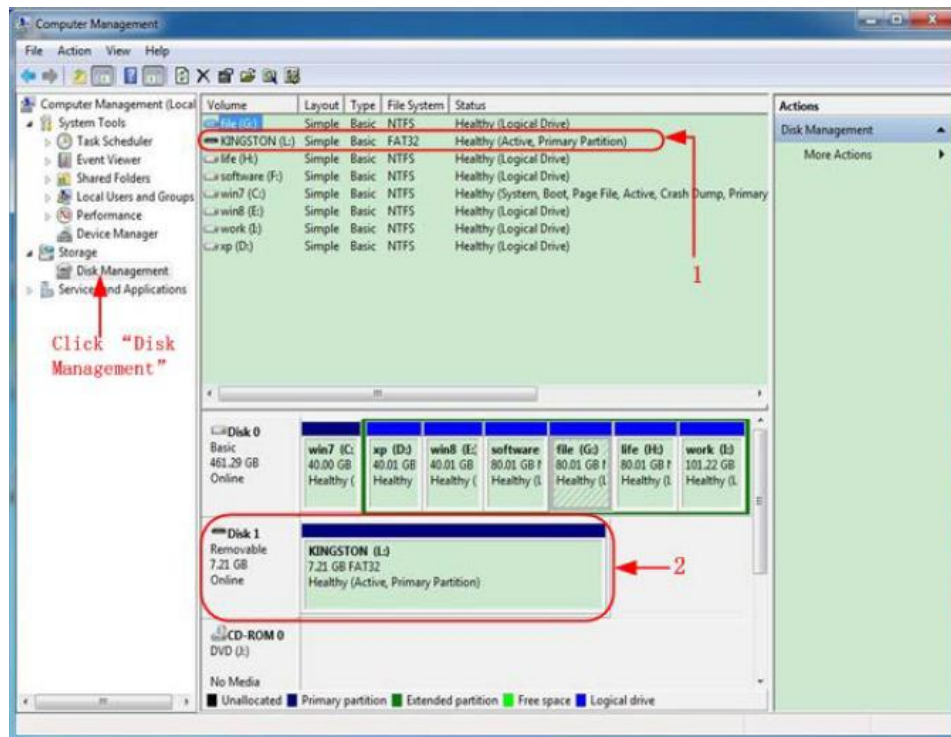 Computer Management
File Action View Help
Computer Management (Local
System Tools
Task Scheduler
Event Viewer
Shared Folders
Local Users and Groups
Performance
Device Manager
Storage
Disk Management
Services and Applications
Click “Disk
Management”
Volume Layout Type File System Status
file (G:) Simple Basic NTFS Healthy (Logical Drive)
KINGSTON (L:) Simple Basic FAT32 Healthy (Active, Primary Partition)
life (H:) Simple Basic NTFS Healthy (Logical Drive)
software (F:) Simple Basic NTFS Healthy (Logical Drive)
win7 (C:) Simple Basic NTFS Healthy (System, Boot, Page File, Active, Crash Dump, Primary
win8 (E:) Simple Basic NTFS Healthy (Logical Drive)
work (I:) Simple Basic NTFS Healthy (Logical Drive)
xp (D:) Simple Basic NTFS Healthy (Logical Drive)
1
Actions
Disk Management
More Actions
Disk 0
Basic
461.29 GB
Online
win7 (C:
40.00 GB
Healthy (
xp (D:)
40.01 GB
Healthy
win8 (E:
40.01 GB
Healthy (
software
80.01 GB N
Healthy (L
file (G:)
80.01 GB N
Healthy (L
life (H:)
80.01 GB N
Healthy (L
work (I:)
101.22 GB
Healthy (L
Disk 1
Removable
7.21 GB
Online
KINGSTON (L:)
7.21 GB FAT32
Healthy (Active, Primary Partition)
2
CD-ROM 0
DVD (J:)
No Media
Unallocated Primary partition Extended partition Free space Logical drive